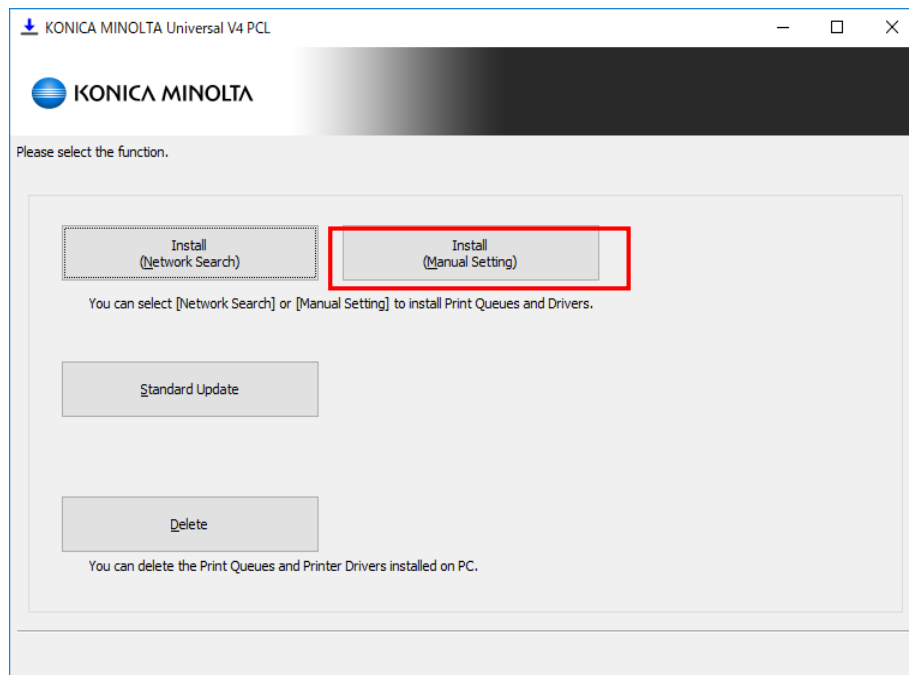 KONICA MINOLTA Universal V4 PCL
KONICA MINOLTA
Please select the function.
Install
(Network Search)
Install
(Manual Setting)
You can select [Network Search] or [Manual Setting] to install Print Queues and Drivers.
Standard Update
Delete
You can delete the Print Queues and Printer Drivers installed on PC.